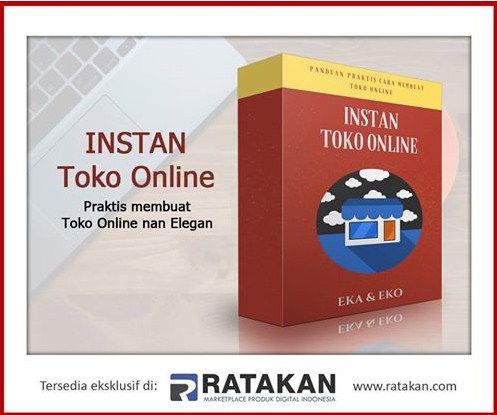 INSTAN
Toko Online
Praktis membuat
Toko Online nan Elegan
PANDUAN PRAKTIS CARA MEMBUAT
TOKO ONLINE
INSTAN
TOKO ONLINE
EKA & EKO
Tersedia eksklusif di:
RATAKAN
MARKETPLACE PRODUK DIGITAL INDONESIA
www.ratakan.com